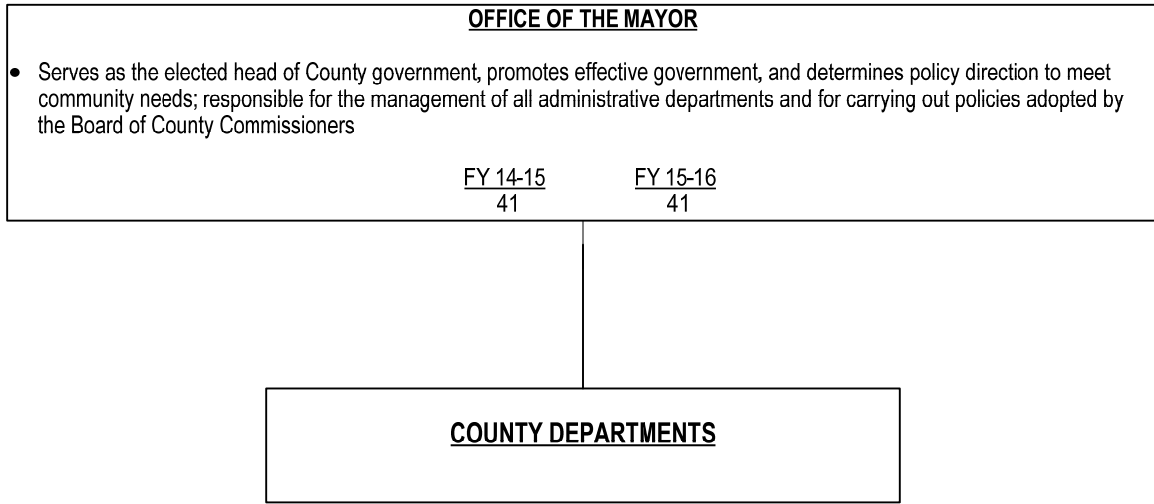 OFFICE OF THE MAYOR
• Serves as the elected head of County government, promotes effective government, and determines policy direction to meet
community needs; responsible for the management of all administrative departments and for carrying out policies adopted by
the Board of County Commissioners
FY 14-15 FY 15-16
41 41
COUNTY DEPARTMENTS